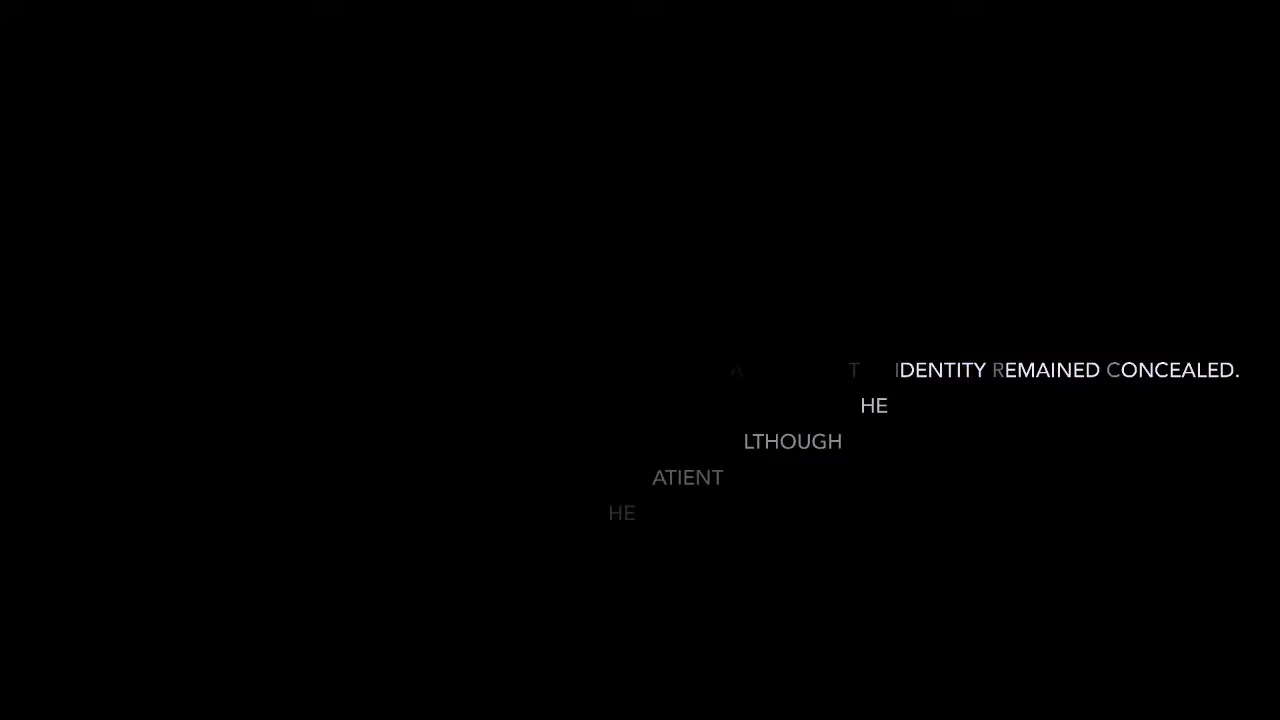 A T IDENTITY REMAINED CONCEALED.
HE
LTHOUGH
ATIENT
HE